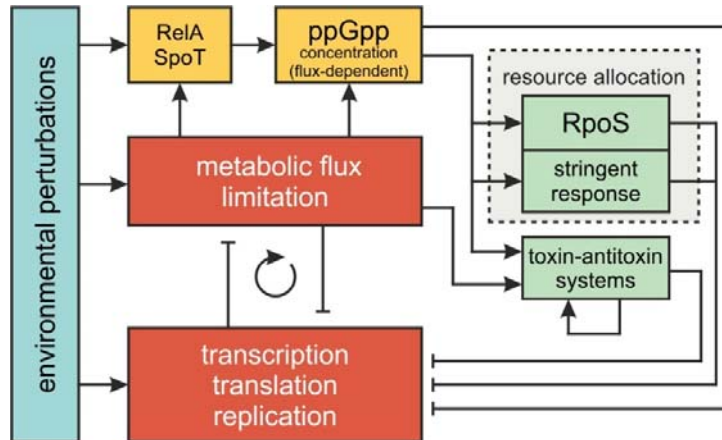 environmental perturbations
RelA
SpoT
ppGpp
concentration
(flux-dependent)
resource allocation
RpoS
stringent
response
metabolic flux
limitation
toxin-antitoxin
systems
transcription
translation
replication